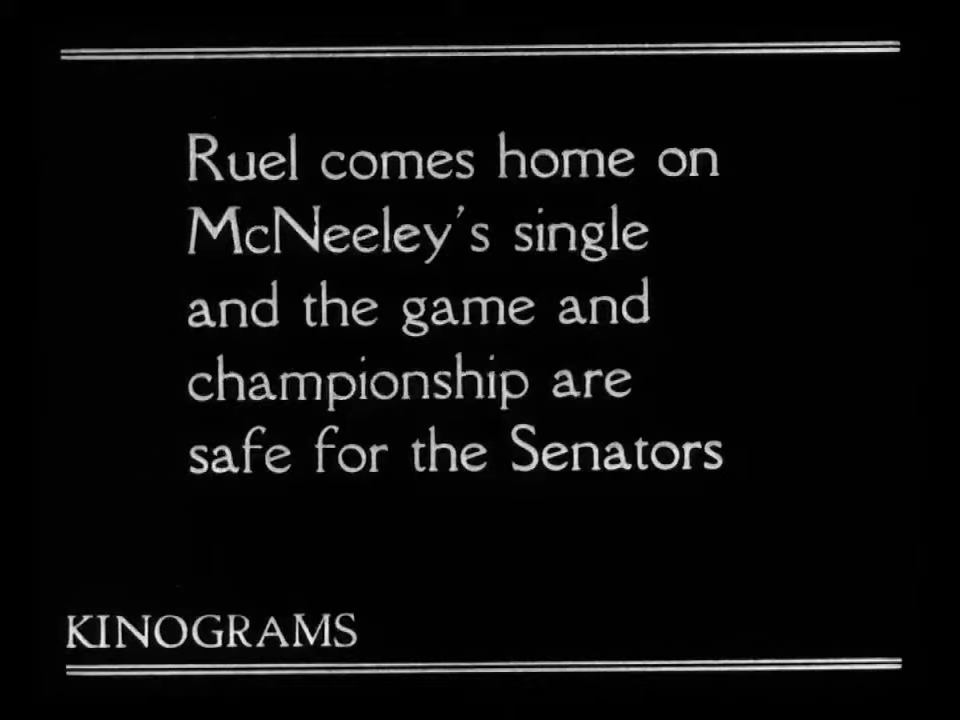 Ruel comes home on
McNeeley's single
and the game and
championship are
safe for the Senators
KINOGRAMS